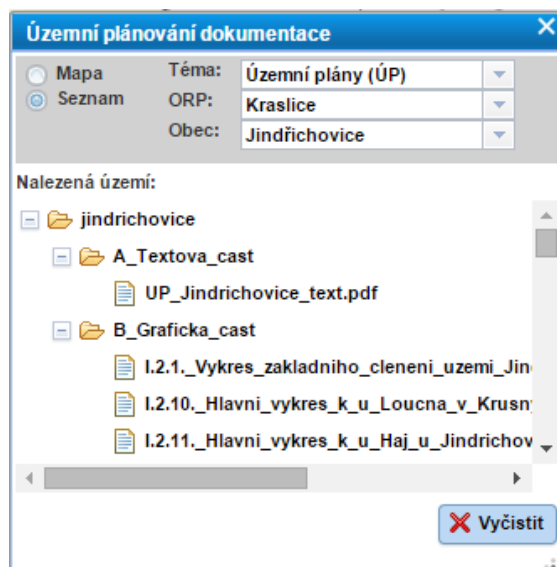 Územní plánování dokumentace
Mapa Téma: Územní plány (ÚP)
Seznam ORP: Kraslice
Obec: Jindřichovice
Nalezená území:
jindrichovice
A_Textova_cast
UP_Jindrichovice_text.pdf
B_Graficka_cast
I.2.1._Vykres_zakladniho_cleneni_uzemi_Jin
I.2.10._Hlavni_vykres_k_u_Loucna_v_Krusn
I.2.11._Hlavni_vykres_k_u_Haj_u_Jindrichov
Vyčistit